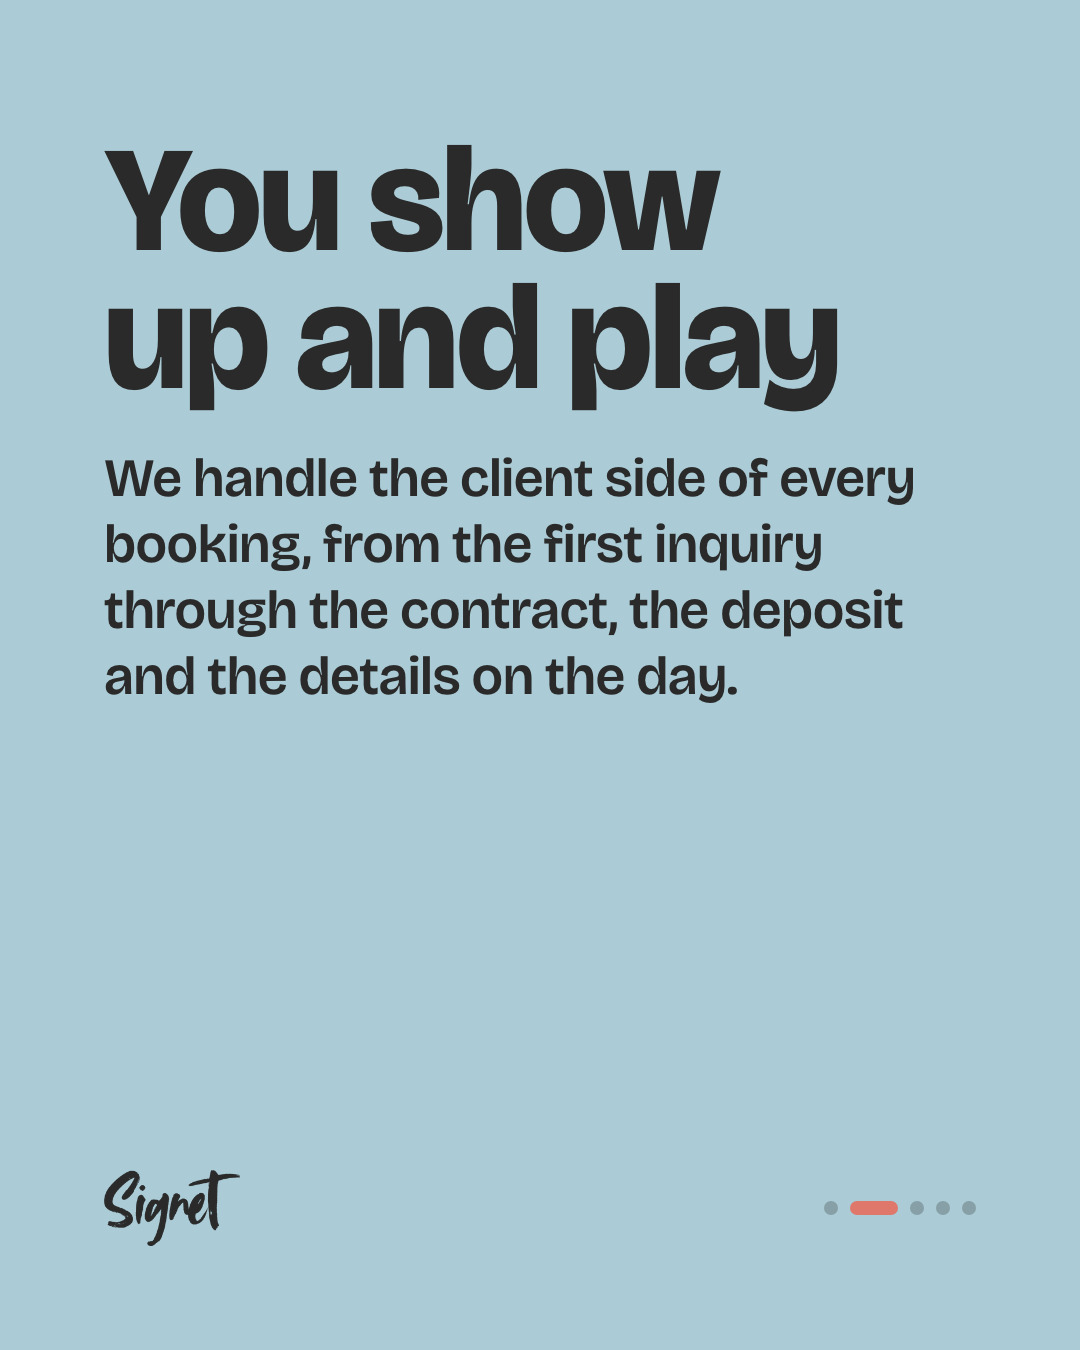 You show
up and play
We handle the client side of every
booking, from the first inquiry
through the contract, the deposit
and the details on the day.
Signet